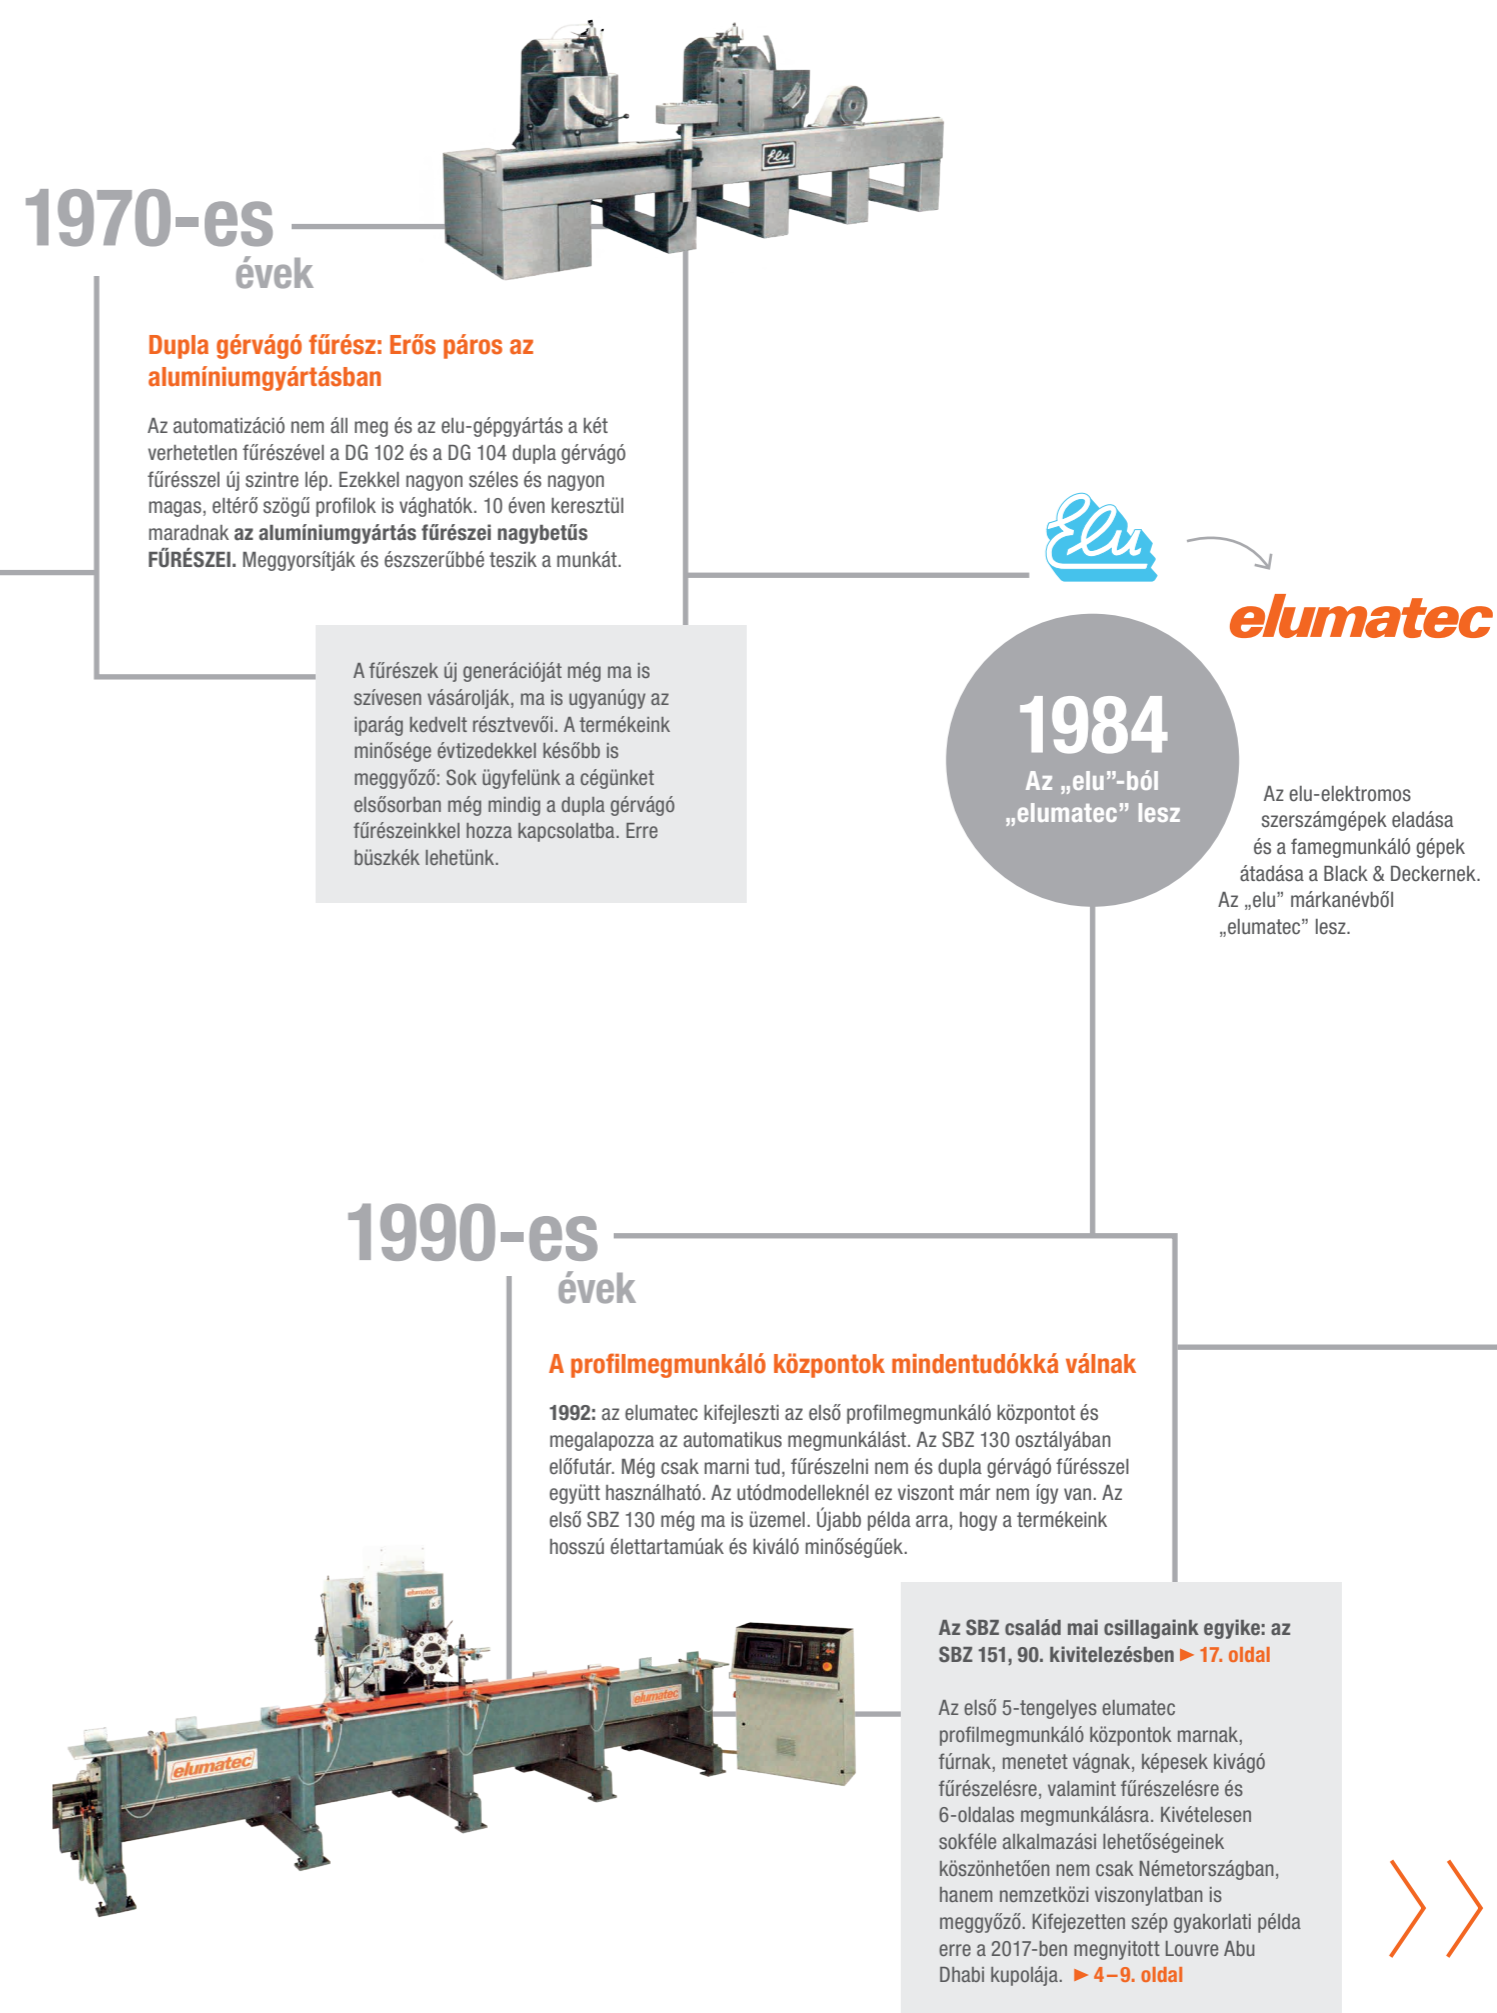 Elu
1970-es
évek
Dupla gérvágó fűrész: Erős páros az
alumíniumgyártásban
Az automatizáció nem áll meg és az elu-gépgyártás a két
verhetetlen fűrészével a DG 102 és a DG 104 dupla gérvágó
fűrésszel új szintre lép. Ezekkel nagyon széles és nagyon
magas, eltérő szögű profilok is vághatók. 10 éven keresztül
maradnak az alumíniumgyártás fűrészei nagybetűs
FŰRÉSZEI. Meggyorsítják és észszerűbbé teszik a munkát.
A fűrészek új generációját még ma is
szívesen vásárolják, ma is ugyanúgy az
iparág kedvelt résztvevői. A termékeink
minősége évtizedekkel később is
meggyőző: Sok ügyfelünk a cégünket
elsősorban még mindig a dupla gérvágó
fűrészeinkkel hozza kapcsolatba. Erre
büszkék lehetünk.
Elu
elumatec
1984
Az „elu”-ból
„elumatec” lesz
Az elu-elektromos
szerszámgépek eladása
és a famegmunkáló gépek
átadása a Black & Deckernek.
Az „elu” márkanévből
„elumatec” lesz.
1990-es
évek
A profilmegmunkáló központok mindentudókká válnak
1992: az elumatec kifejleszti az első profilmegmunkáló központot és
megalapozza az automatikus megmunkálást. Az SBZ 130 osztályában
előfutár. Még csak marni tud, fűrészelni nem és dupla gérvágó fűrésszel
együtt használható. Az utódmodelleknél ez viszont már nem így van. Az
első SBZ 130 még ma is üzemel. Újabb példa arra, hogy a termékeink
hosszú élettartamúak és kiváló minőségűek.
elumatec
elumatec
elumatec
Az SBZ család mai csillagaink egyike: az
SBZ 151, 90. kivitelezésben ► 17. oldal
Az első 5-tengelyes elumatec
profilmegmunkáló központok marnak,
fúrnak, menetet vágnak, képesek kivágó
fűrészelésre, valamint fűrészelésre és
6-oldalas megmunkálásra. Kivételesen
sokféle alkalmazási lehetőségeinek
köszönhetően nem csak Németországban,
hanem nemzetközi viszonylatban is
meggyőző. Kifejezetten szép gyakorlati példa
erre a 2017-ben megnyitott Louvre Abu
Dhabi kupolája. ► 4–9. oldal